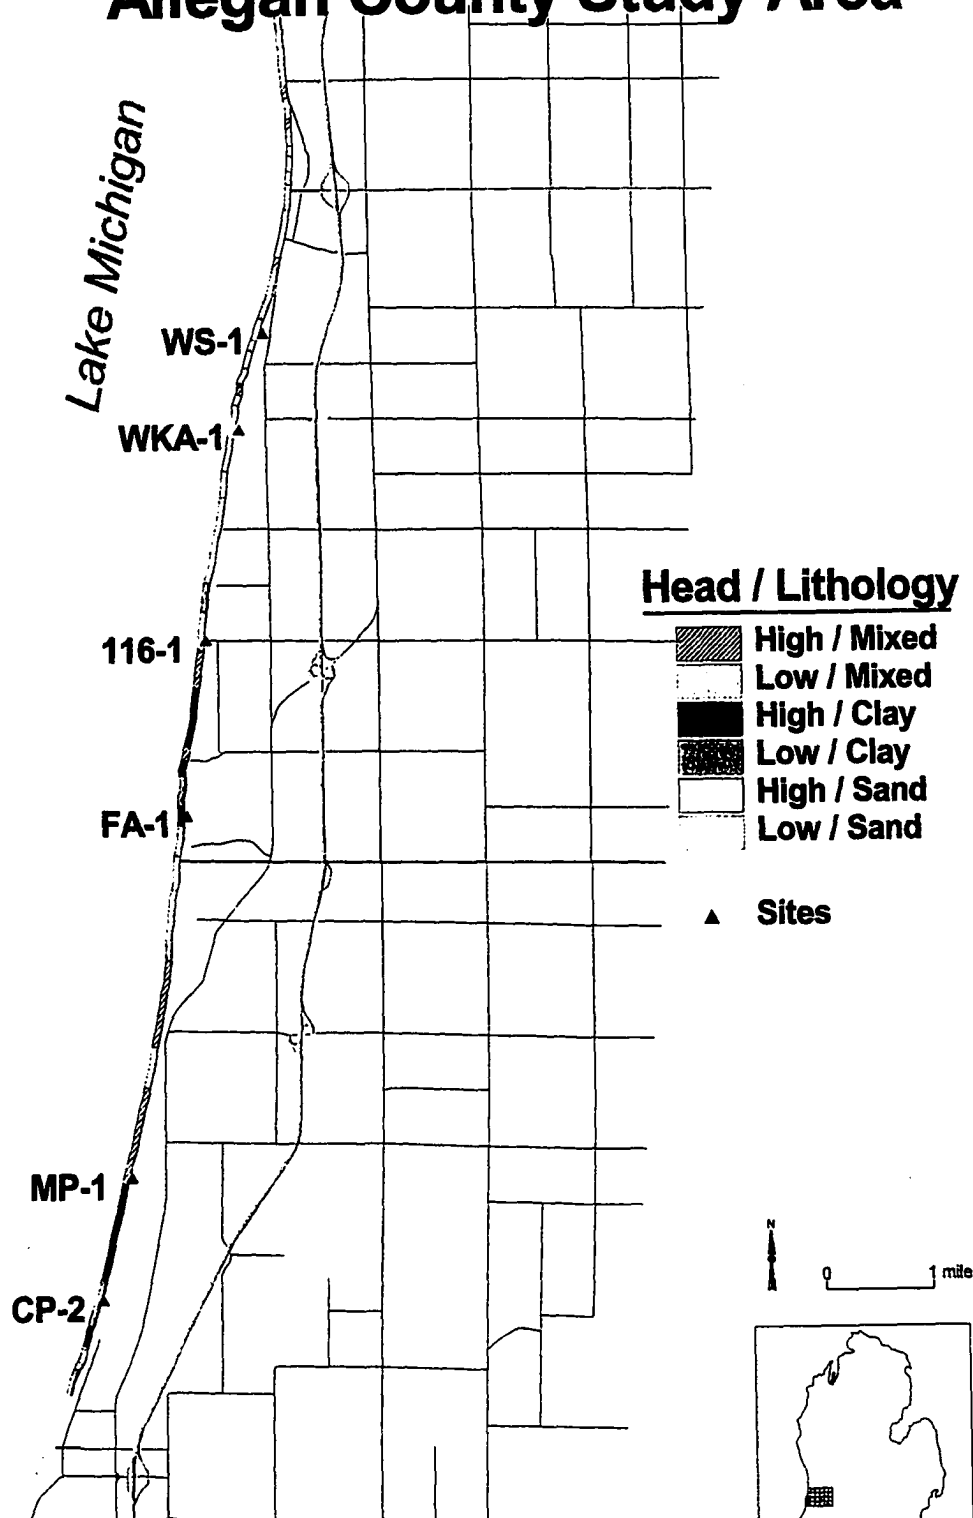 Allegan County Study Area
Lake Michigan
WS-1
WKA-1
116-1
FA-1
MP-1
CP-2
Head / Lithology
High / Mixed
Low / Mixed
High / Clay
Low / Clay
High / Sand
Low / Sand
Sites
N
0 1 mile